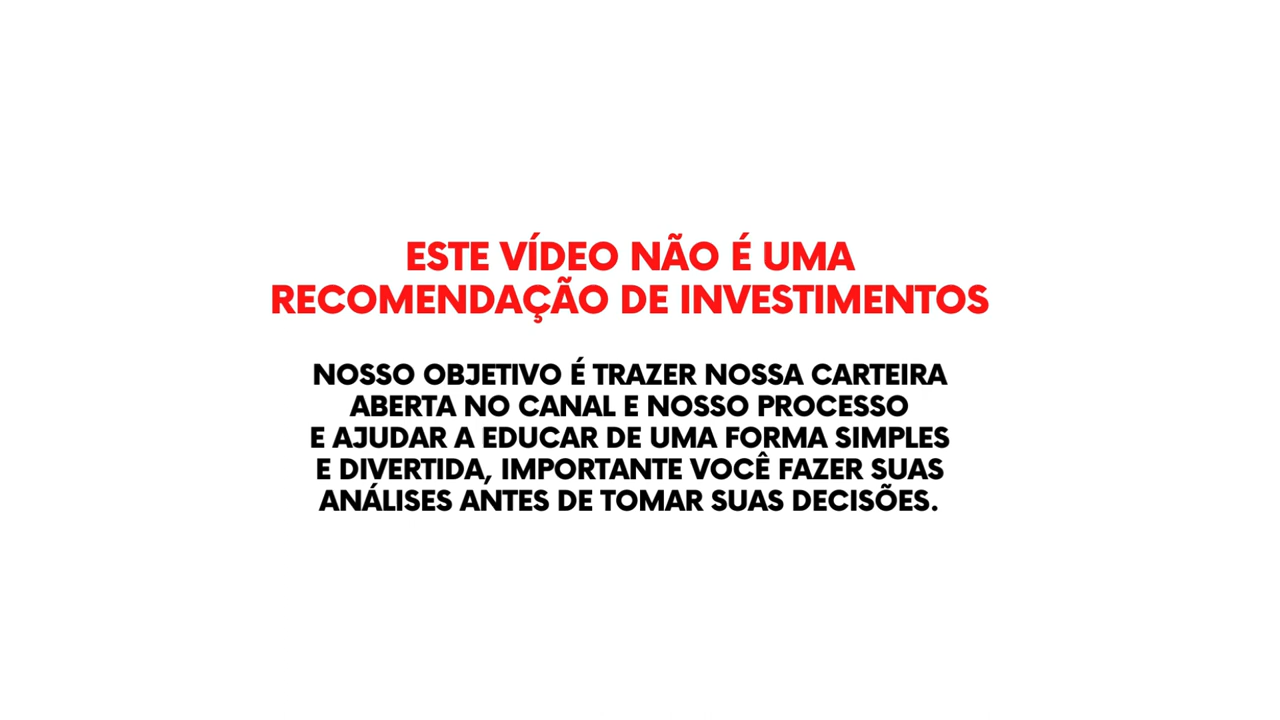 ESTE VÍDEO NÃO É UMA
RECOMENDAÇÃO DE INVESTIMENTOS
NOSSO OBJETIVO É TRAZER NOSSA CARTEIRA
ABERTA NO CANAL E NOSSO PROCESSO
E AJUDAR A EDUCAR DE UMA FORMA SIMPLES
E DIVERTIDA, IMPORTANTE VOCÊ FAZER SUAS
ANÁLISES ANTES DE TOMAR SUAS DECISÕES.